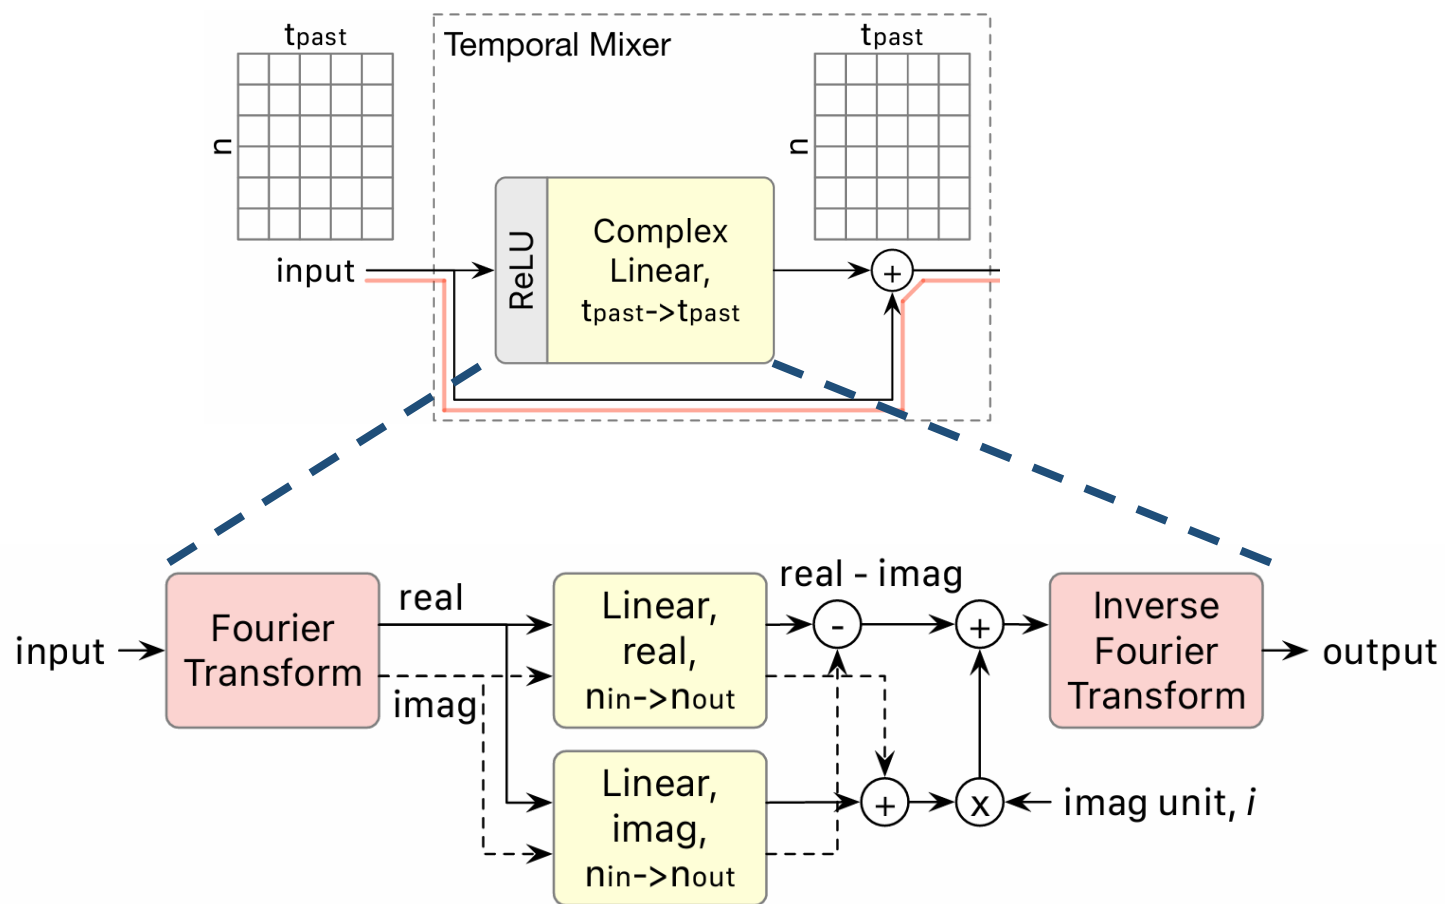 tpast
Temporal Mixer
tpast
n
n
ReLU
Complex
Linear,
tpast->tpast
input
+
real - imag
real
imag
input
Fourier
Transform
Linear,
real,
nin->nout
-
+
Inverse
Fourier
Transform
output
Linear,
imag,
nin->nout
+
x
imag unit, i